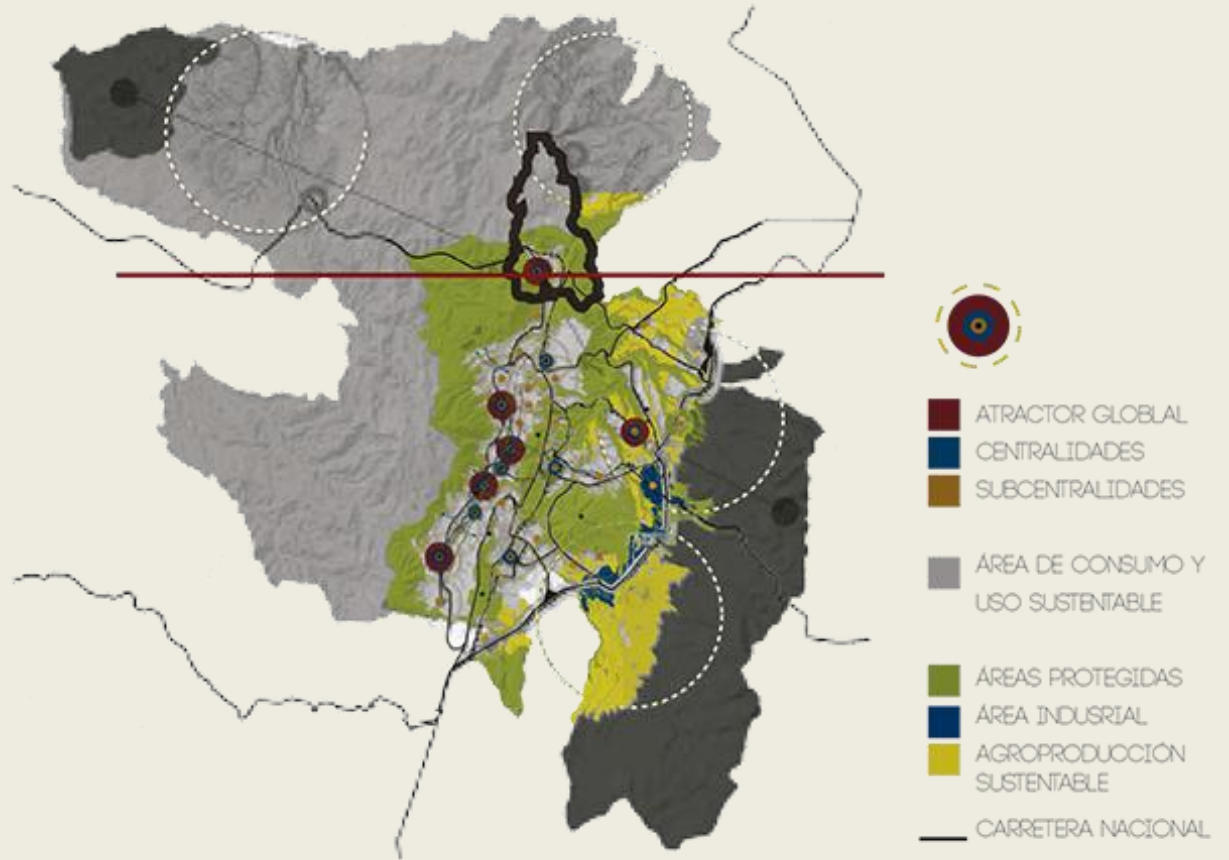 ATRACTOR GLOBLAL
CENTRALIDADES
SUBCENTRALIDADES
ÁREA DE CONSUMO Y
USO SUSTENTABLE
ÁREAS PROTEGIDAS
ÁREA INDUSRIAL
AGROPRODUCCIÓN
SUSTENTABLE
CARRETERA NACIONAL